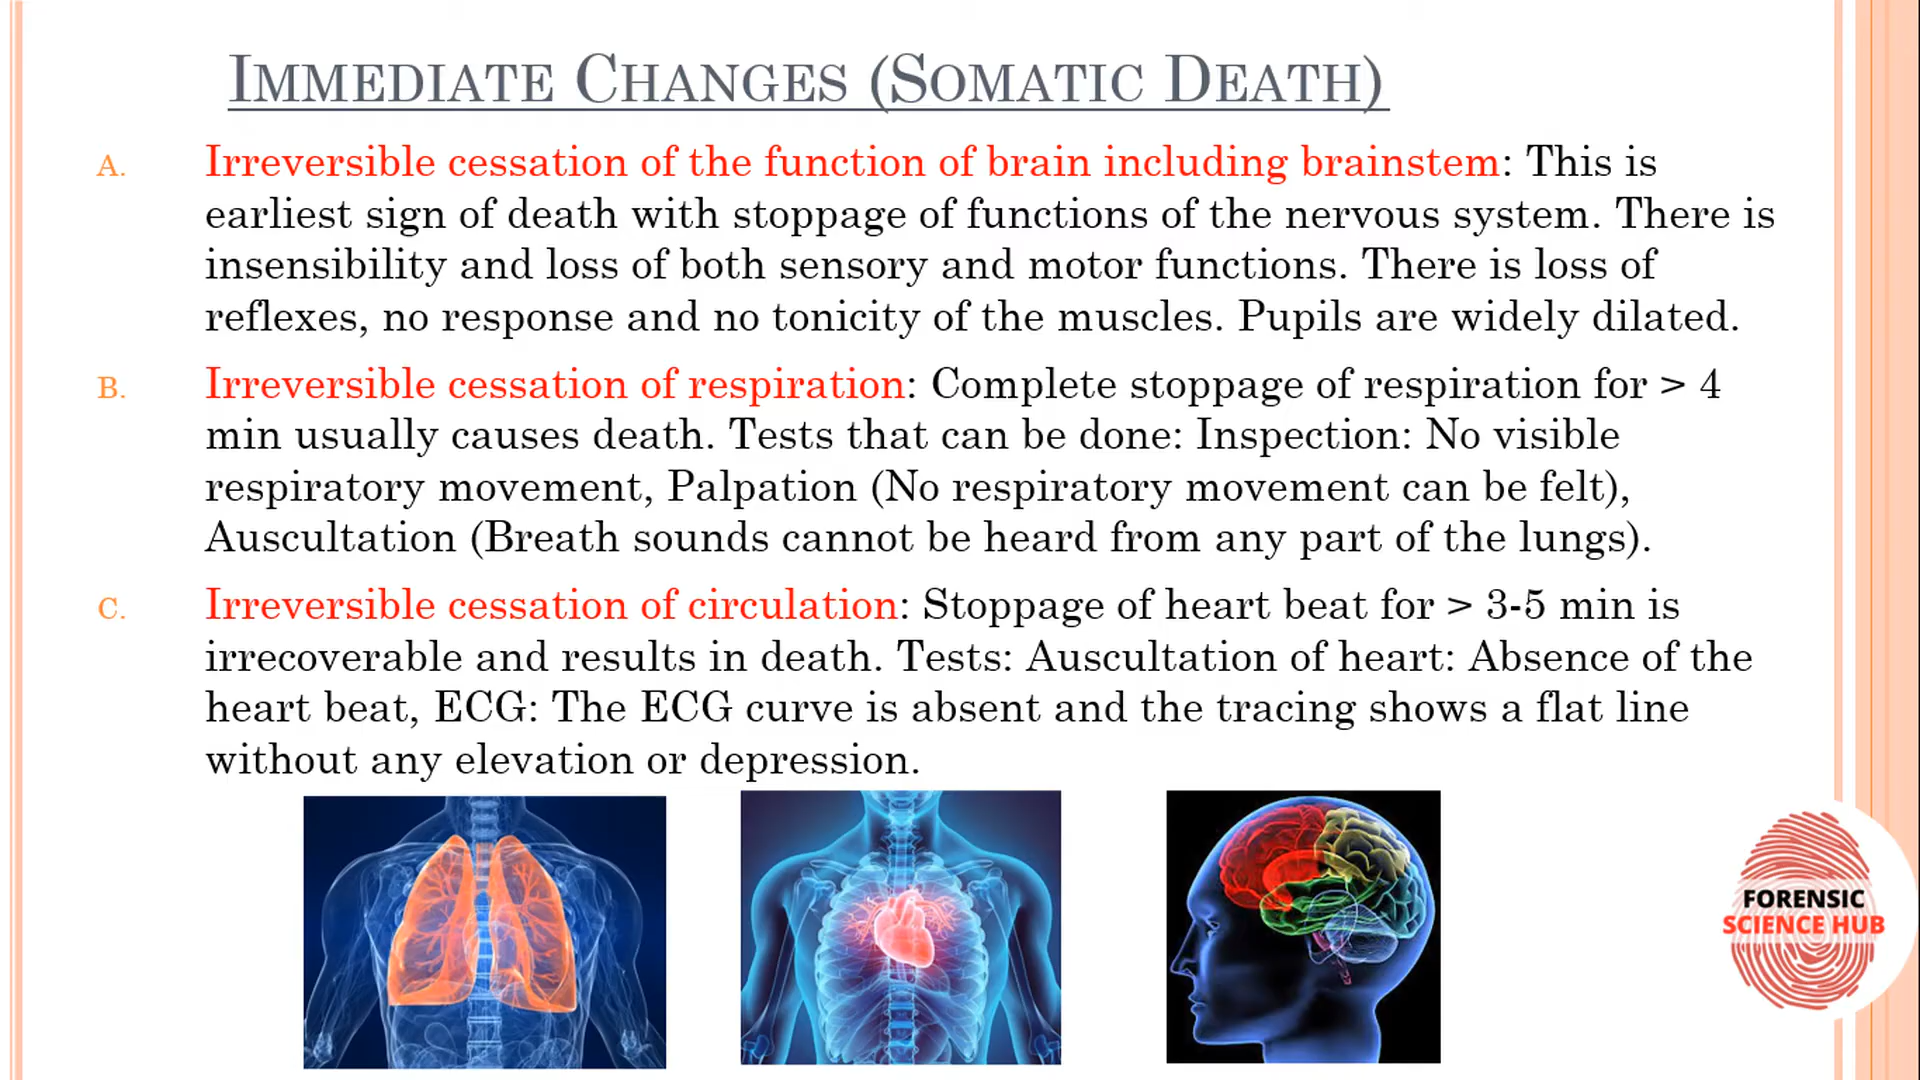 IMMEDIATE CHANGES (SOMATIC DEATH)
A. Irreversible cessation of the function of brain including brainstem: This is
earliest sign of death with stoppage of functions of the nervous system. There is
insensibility and loss of both sensory and motor functions. There is loss of
reflexes, no response and no tonicity of the muscles. Pupils are widely dilated.
B. Irreversible cessation of respiration: Complete stoppage of respiration for > 4
min usually causes death. Tests that can be done: Inspection: No visible
respiratory movement, Palpation (No respiratory movement can be felt),
Auscultation (Breath sounds cannot be heard from any part of the lungs).
C. Irreversible cessation of circulation: Stoppage of heart beat for > 3-5 min is
irrecoverable and results in death. Tests: Auscultation of heart: Absence of the
heart beat, ECG: The ECG curve is absent and the tracing shows a flat line
without any elevation or depression.
FORENSIC
SCIENCE HUB